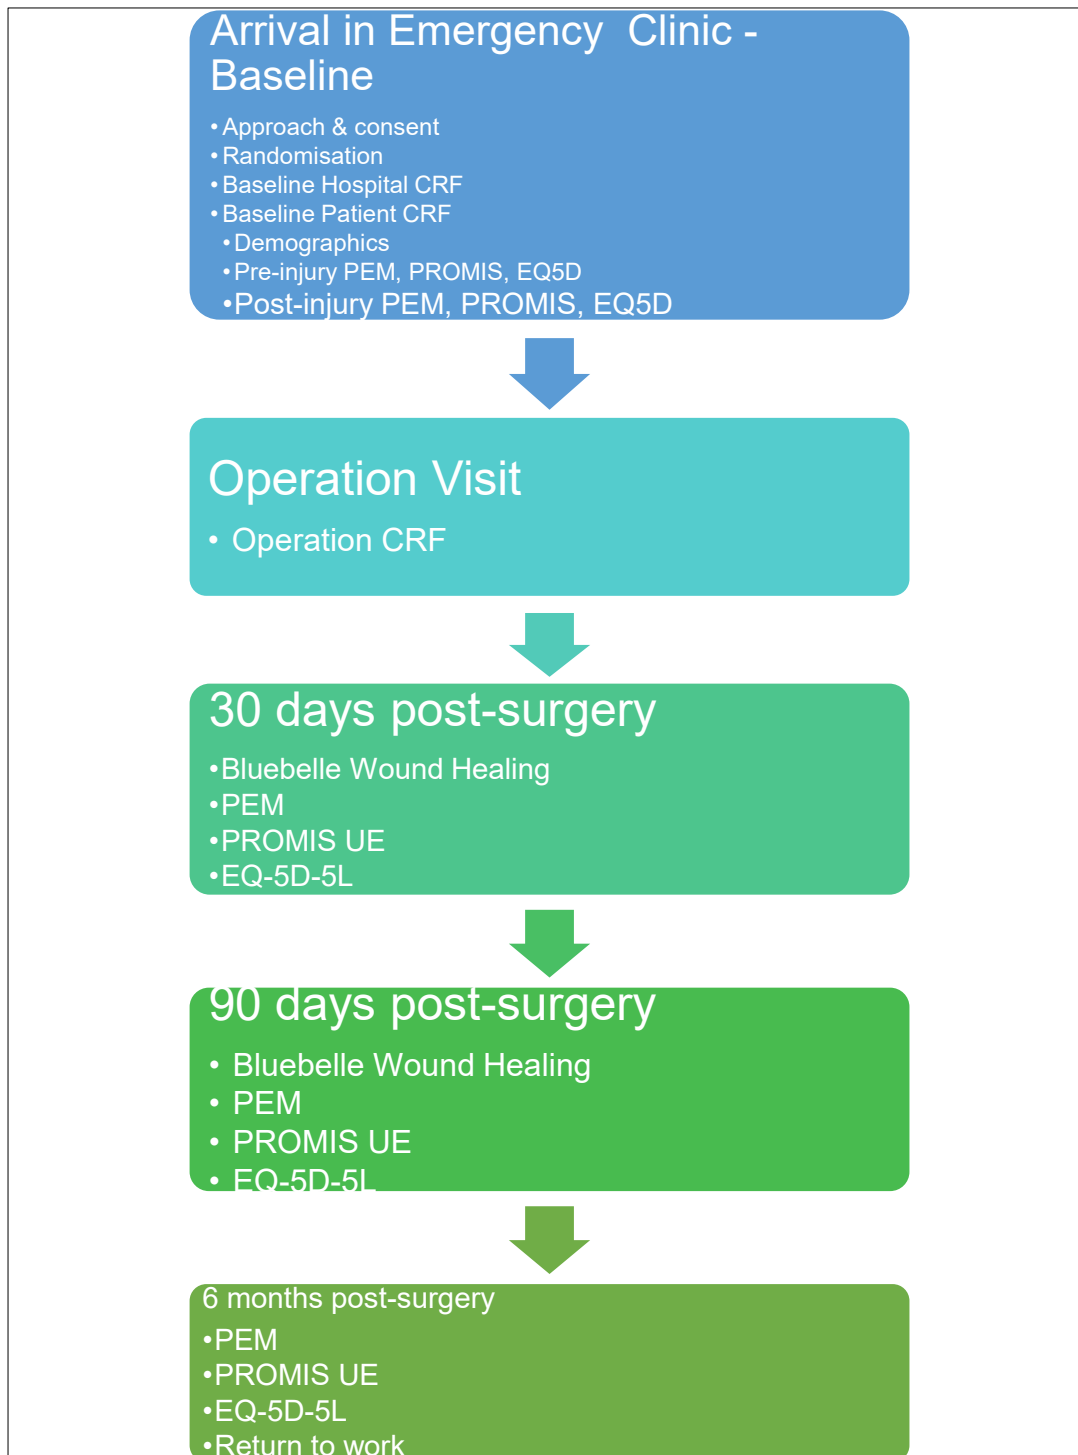 Arrival in Emergency  Clinic -
Baseline
• Approach & consent
• Randomisation
• Baseline Hospital CRF
• Baseline Patient CRF
• Demographics
• Pre-injury PEM, PROMIS, EQ5D
• Post-injury PEM, PROMIS, EQ5D
Operation Visit
• Operation CRF
30 days post-surgery
• Bluebelle Wound Healing
• PEM
• PROMIS UE
• EQ-5D-5L
90 days post-surgery
• Bluebelle Wound Healing
• PEM
• PROMIS UE
• EQ-5D-5L
6 months post-surgery
• PEM
• PROMIS UE
• EQ-5D-5L
• Return to work